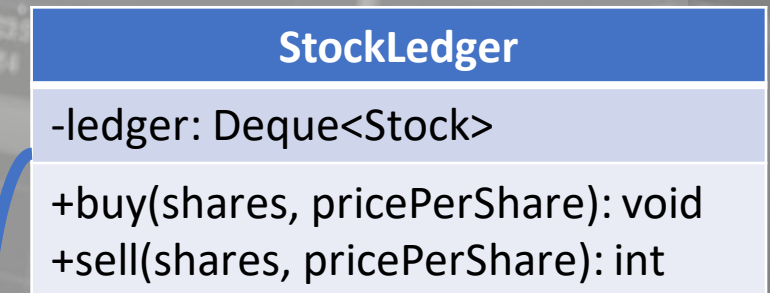 StockLedger
-ledger: Deque<Stock>
+buy(shares, pricePerShare): void
+sell(shares, pricePerShare): int